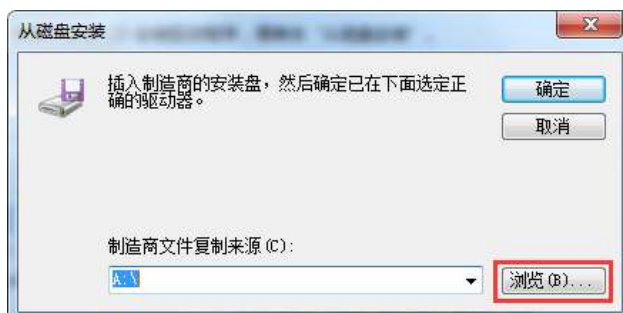 从磁盘安装
插入制造商的安装盘，然后确定已在下面选定正
确的驱动器。
确定
取消
制造商文件复制来源(C):
A:\
浏览(B)...